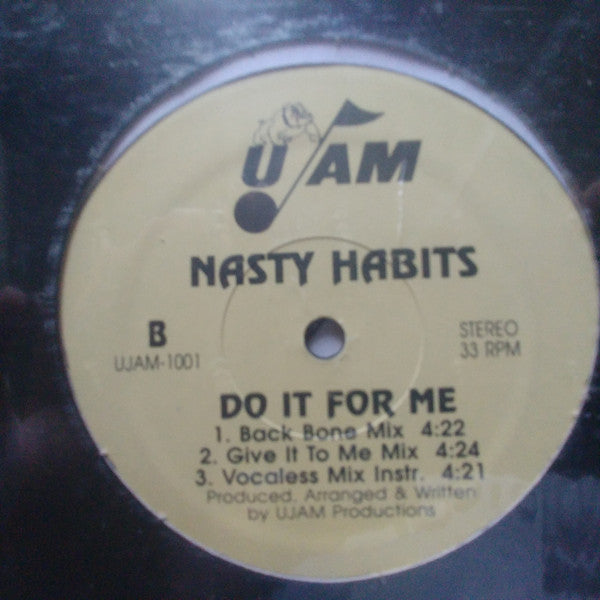 UJAM
NASTY HABITS
B
UJAM-1001
STEREO
33 RPM
DO IT FOR ME
1. Back Bone Mix 4:22
2. Give It To Me Mix 4:24
3. Vocaless Mix Instr. 4:21
Produced, Arranged & Written
by UJAM Productions